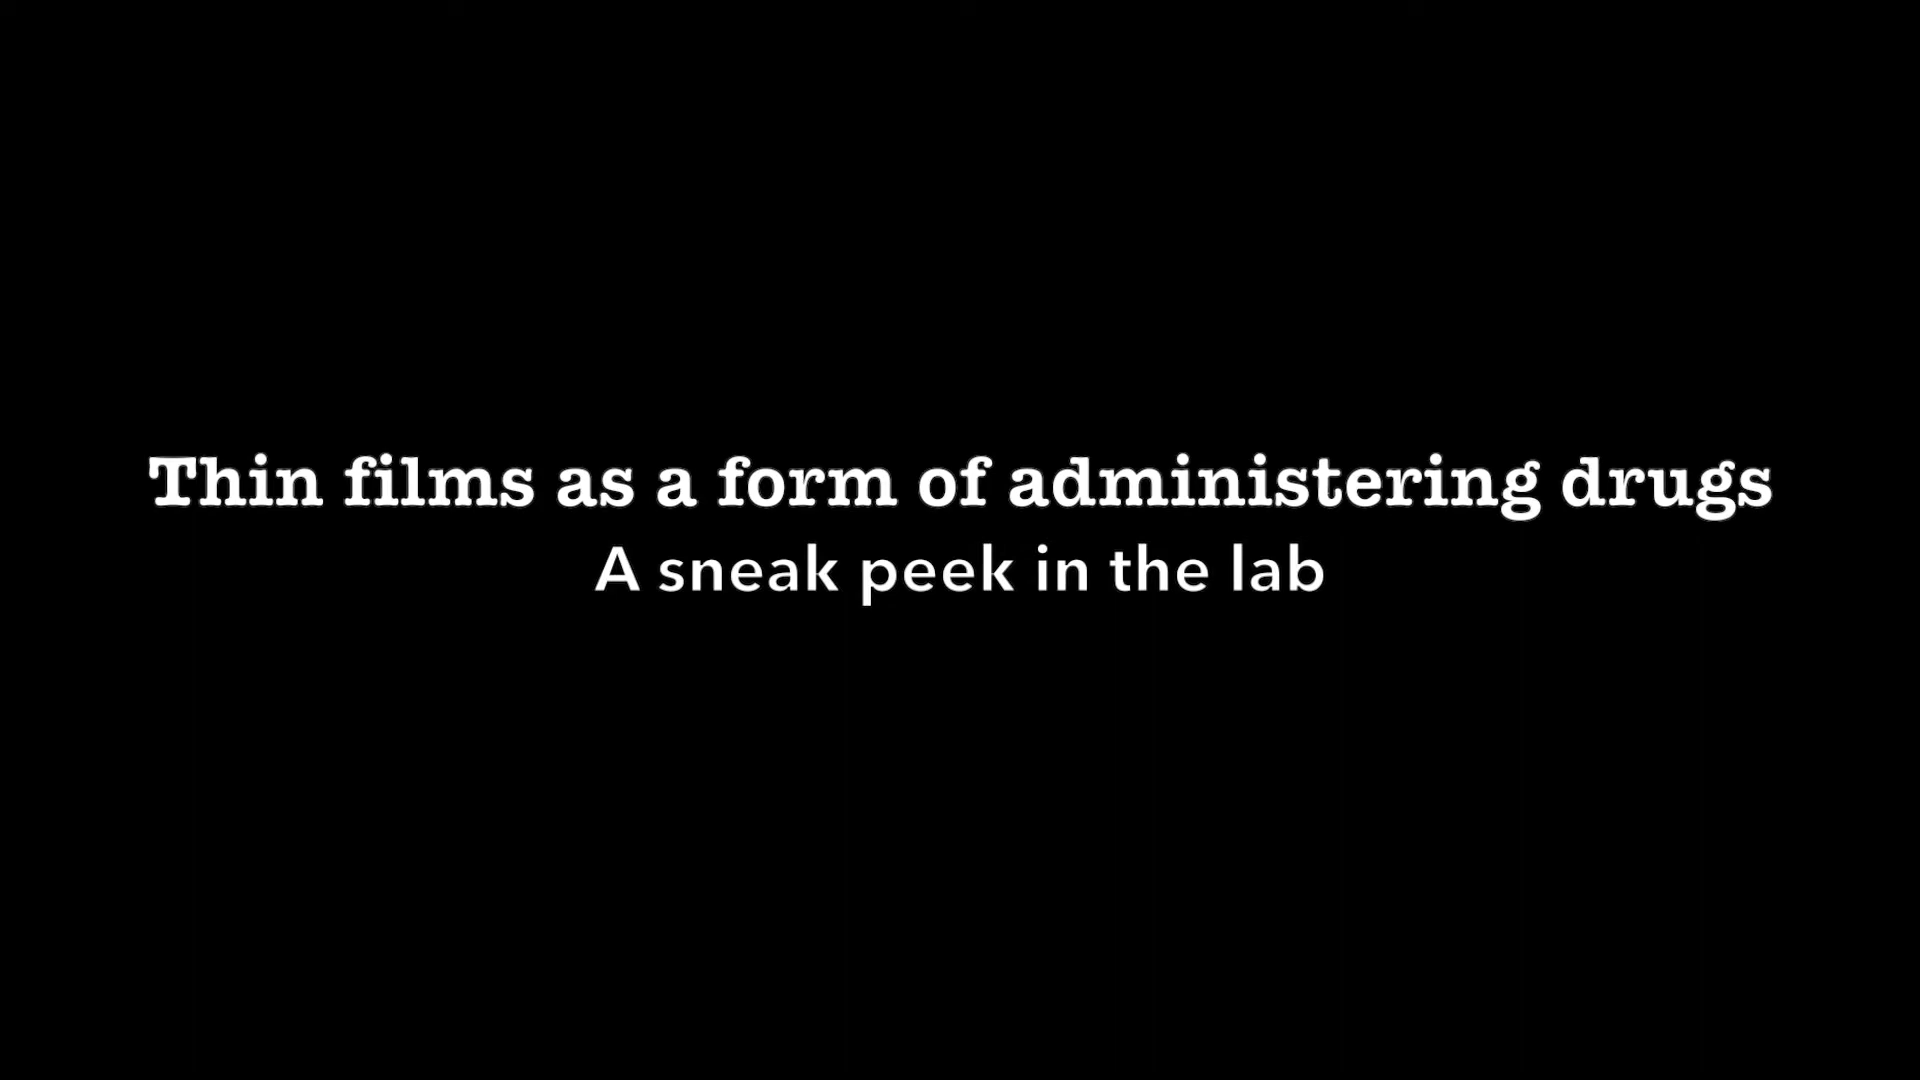 Thin films as a form of administering drugs
A sneak peek in the lab